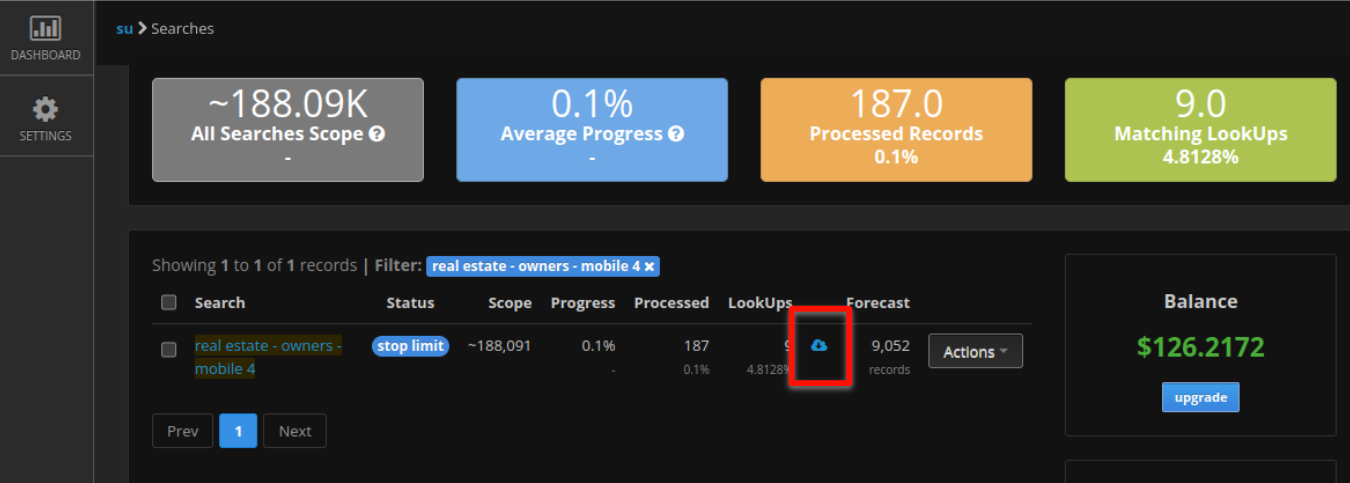 DASHBOARD
SETTINGS
su Searches
~188.09K
All Searches Scope ?
-
0.1%
Average Progress ?
-
187.0
Processed Records
0.1%
9.0
Matching LookUps
4.8128%
Showing 1 to 1 of 1 records | Filter: real estate - owners - mobile 4 ×
Search Status Scope Progress Processed LookUps Forecast
real estate - owners - stop limit ~188,091 0.1% 187 9 9,052 Actions
mobile 4 - 0.1% 4.8128% records
Prev 1 Next
Balance
$126.2172
upgrade